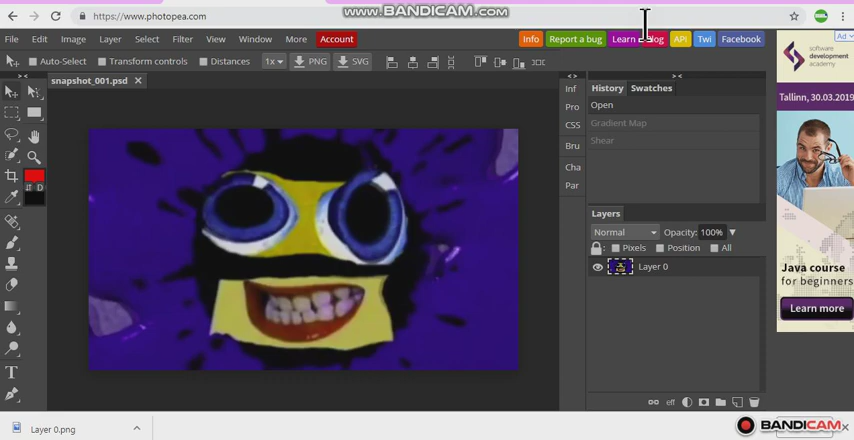 www.BANDICAM.com
https://www.photopea.com
File Edit Image Layer Select Filter View Window More Account Info Report a bug Learn Blog API Twi Facebook
Auto-Select Transform controls Distances 1x PNG SVG
snapshot_001.psd
History Swatches
Open
Gradient Map
Shear
Inf
Pro
CSS
Bru
Cha
Par
Layers
Normal Opacity: 100%
Pixels Position All
Layer 0
eff
D
T
Ad
software
development
academy
Tallinn, 30.03.2019
Java course
for beginners
Learn more
Layer 0.png
BANDICAM